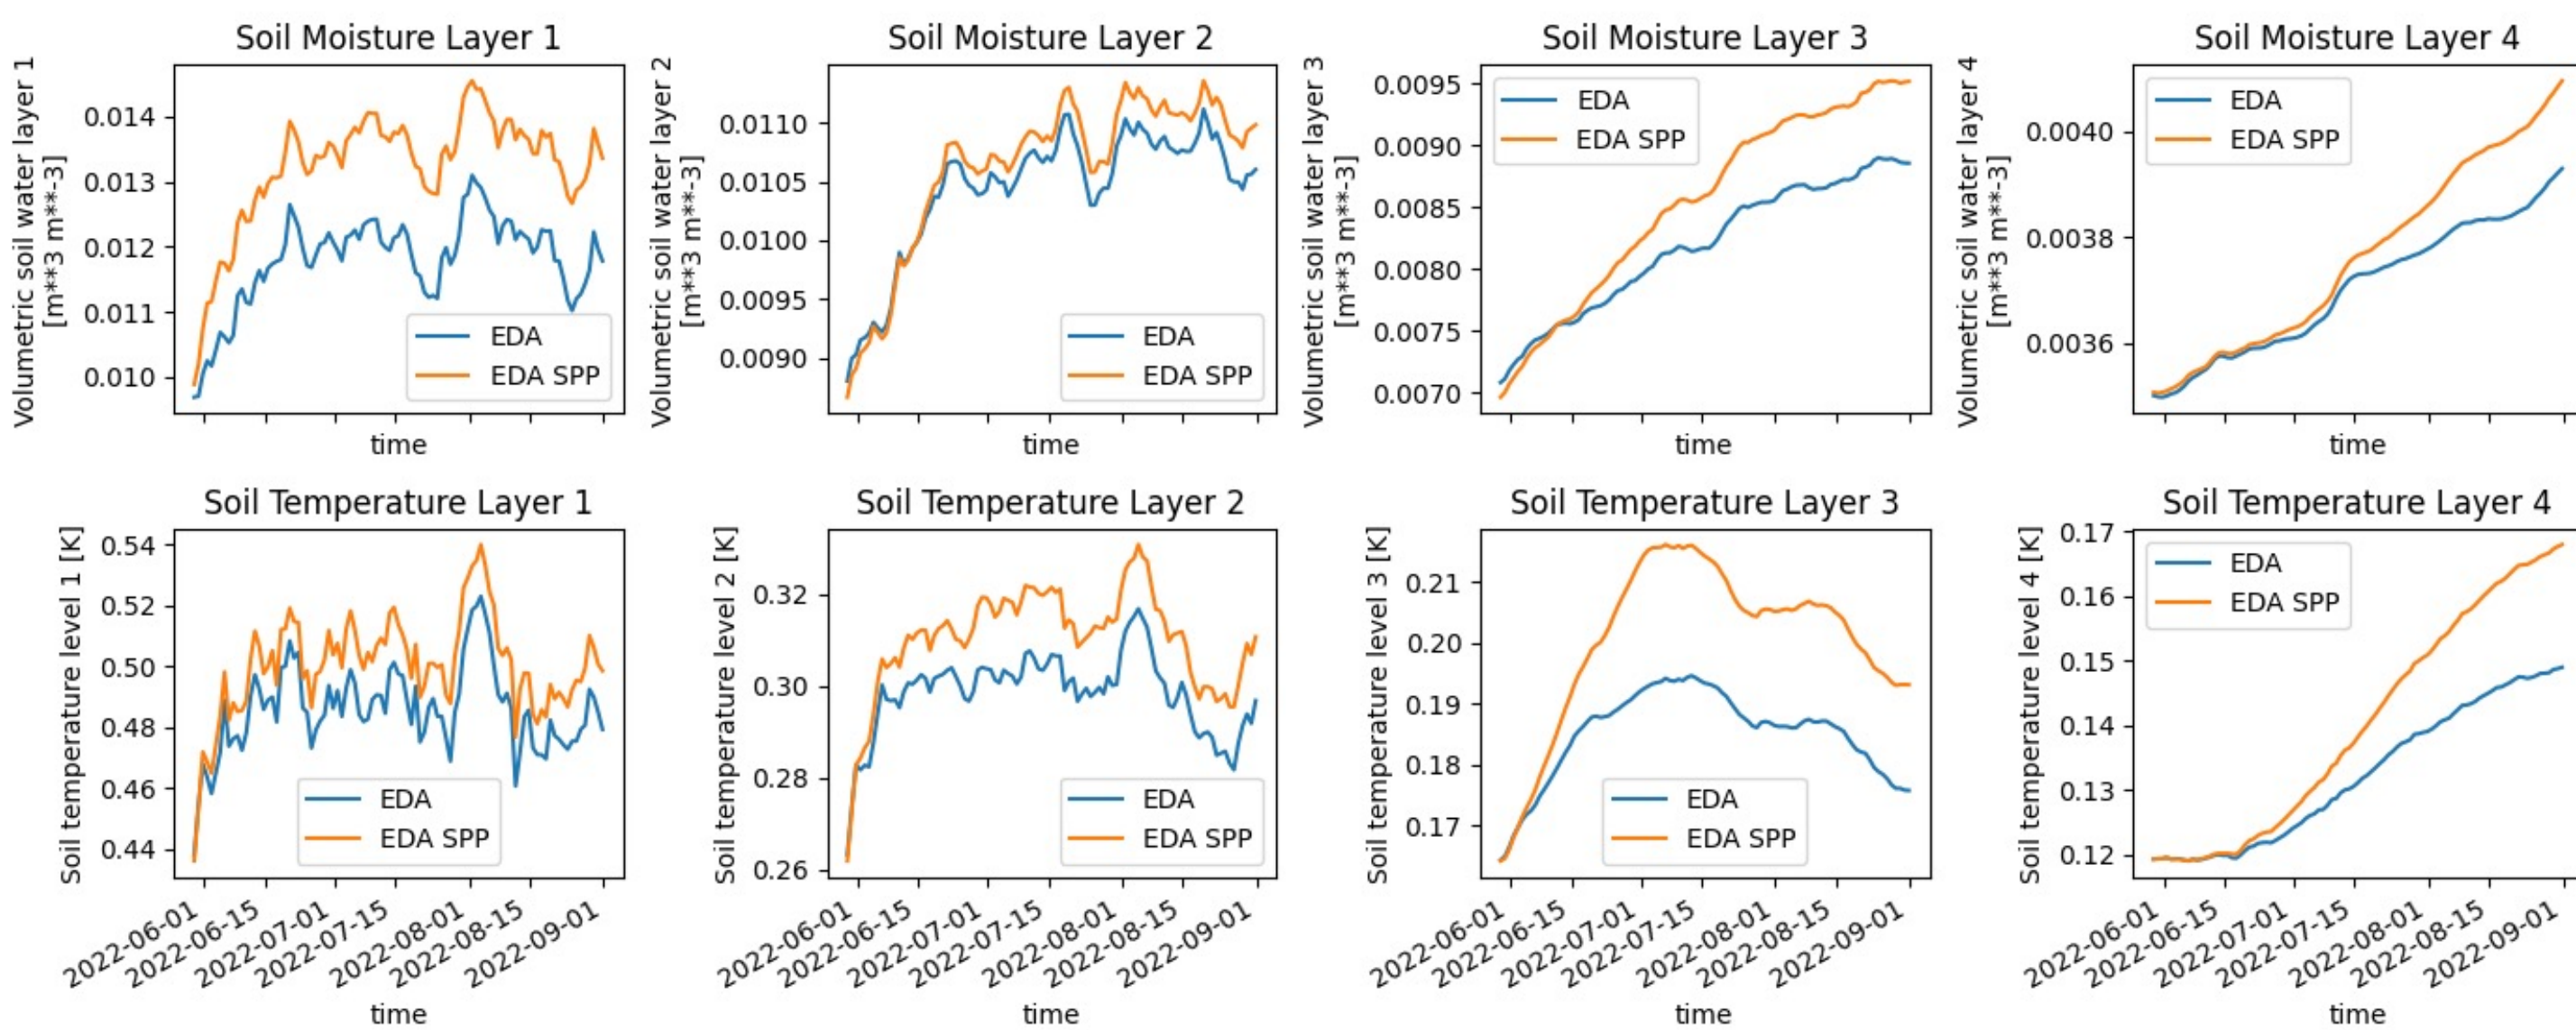 Soil Moisture Layer 1
Volumetric soil water layer 1
[m**3 m**-3]
0.014
0.013
0.012
0.011
0.010
EDA
EDA SPP
time
Soil Moisture Layer 2
Volumetric soil water layer 2
[m**3 m**-3]
0.0110
0.0105
0.0100
0.0095
0.0090
EDA
EDA SPP
time
Soil Moisture Layer 3
Volumetric soil water layer 3
[m**3 m**-3]
0.0095
0.0090
0.0085
0.0080
0.0075
0.0070
EDA
EDA SPP
time
Soil Moisture Layer 4
Volumetric soil water layer 4
[m**3 m**-3]
0.0040
0.0038
0.0036
EDA
EDA SPP
time
Soil Temperature Layer 1
Soil temperature level 1 [K]
0.54
0.52
0.50
0.48
0.46
0.44
EDA
EDA SPP
2022-06-01
2022-06-15
2022-07-01
2022-07-15
2022-08-01
2022-08-15
2022-09-01
time
Soil Temperature Layer 2
Soil temperature level 2 [K]
0.32
0.30
0.28
0.26
EDA
EDA SPP
2022-06-01
2022-06-15
2022-07-01
2022-07-15
2022-08-01
2022-08-15
2022-09-01
time
Soil Temperature Layer 3
Soil temperature level 3 [K]
0.21
0.20
0.19
0.18
0.17
EDA
EDA SPP
2022-06-01
2022-06-15
2022-07-01
2022-07-15
2022-08-01
2022-08-15
2022-09-01
time
Soil Temperature Layer 4
Soil temperature level 4 [K]
0.17
0.16
0.15
0.14
0.13
0.12
EDA
EDA SPP
2022-06-01
2022-06-15
2022-07-01
2022-07-15
2022-08-01
2022-08-15
2022-09-01
time